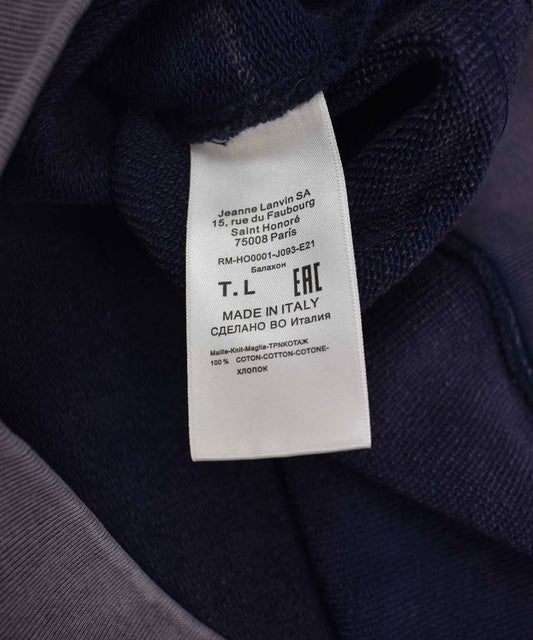 Jeanne Lanvin SA
15, rue du Faubourg
Saint Honoré
75008 Paris
RM-HO0001-J093-E21
Балахон
T.L EAC
MADE IN ITALY
СДЕЛАНО ВО Италия
Maille-Knit-Maglia-ТРNКОТАЖ
100 % COTON-COTTON-COTONE-
ХЛОПОК